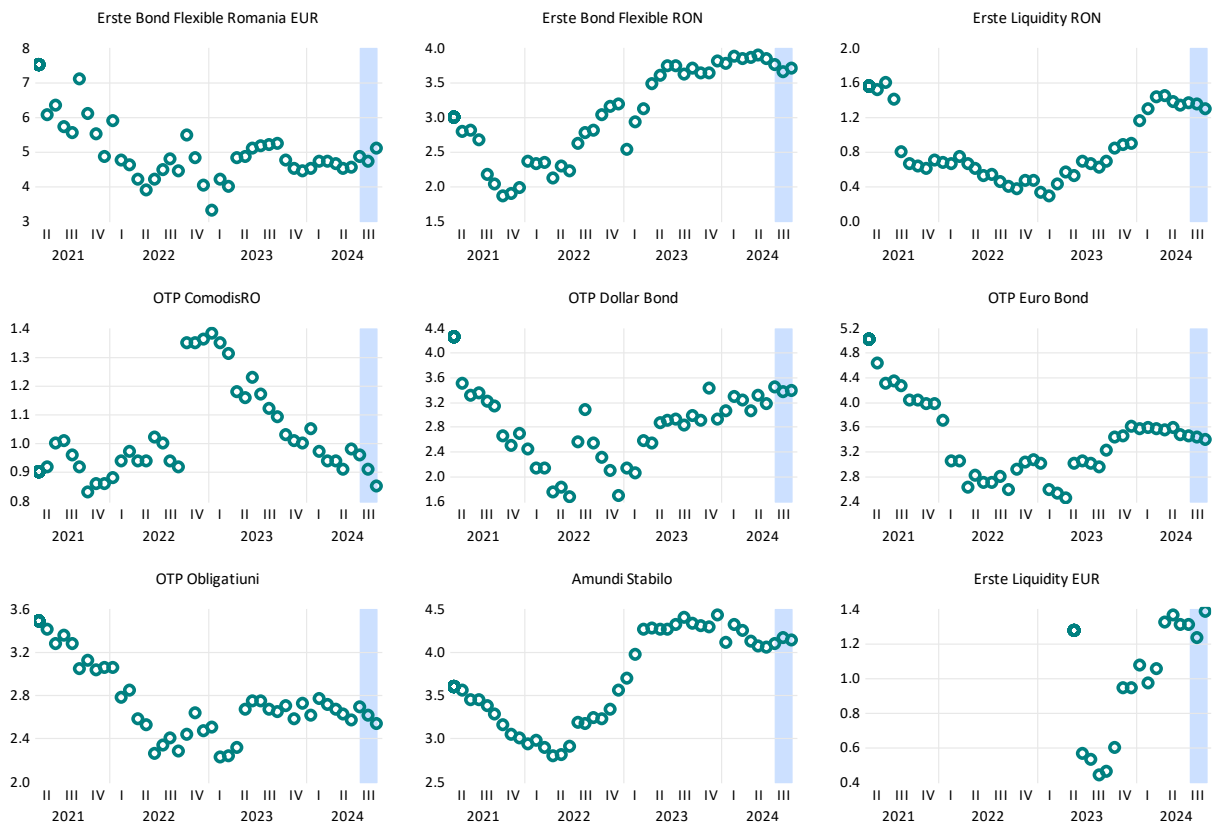 Erste Bond Flexible Romania EUR
8
7
6
5
4
3
II III IV I II III IV I II III IV I II III
2021 2022 2023 2024
Erste Bond Flexible RON
4.0
3.5
3.0
2.5
2.0
1.5
II III IV I II III IV I II III IV I II III
2021 2022 2023 2024
Erste Liquidity RON
2.0
1.6
1.2
0.8
0.4
0.0
II III IV I II III IV I II III IV I II III
2021 2022 2023 2024
OTP ComodisRO
1.4
1.3
1.2
1.1
1.0
0.9
0.8
II III IV I II III IV I II III IV I II III
2021 2022 2023 2024
OTP Dollar Bond
4.4
4.0
3.6
3.2
2.8
2.4
2.0
1.6
II III IV I II III IV I II III IV I II III
2021 2022 2023 2024
OTP Euro Bond
5.2
4.8
4.4
4.0
3.6
3.2
2.8
2.4
II III IV I II III IV I II III IV I II III
2021 2022 2023 2024
OTP Obligatiuni
3.6
3.2
2.8
2.4
2.0
II III IV I II III IV I II III IV I II III
2021 2022 2023 2024
Amundi Stabilo
4.5
4.0
3.5
3.0
2.5
II III IV I II III IV I II III IV I II III
2021 2022 2023 2024
Erste Liquidity EUR
1.4
1.2
1.0
0.8
0.6
0.4
II III IV I II III IV I II III IV I II III
2021 2022 2023 2024